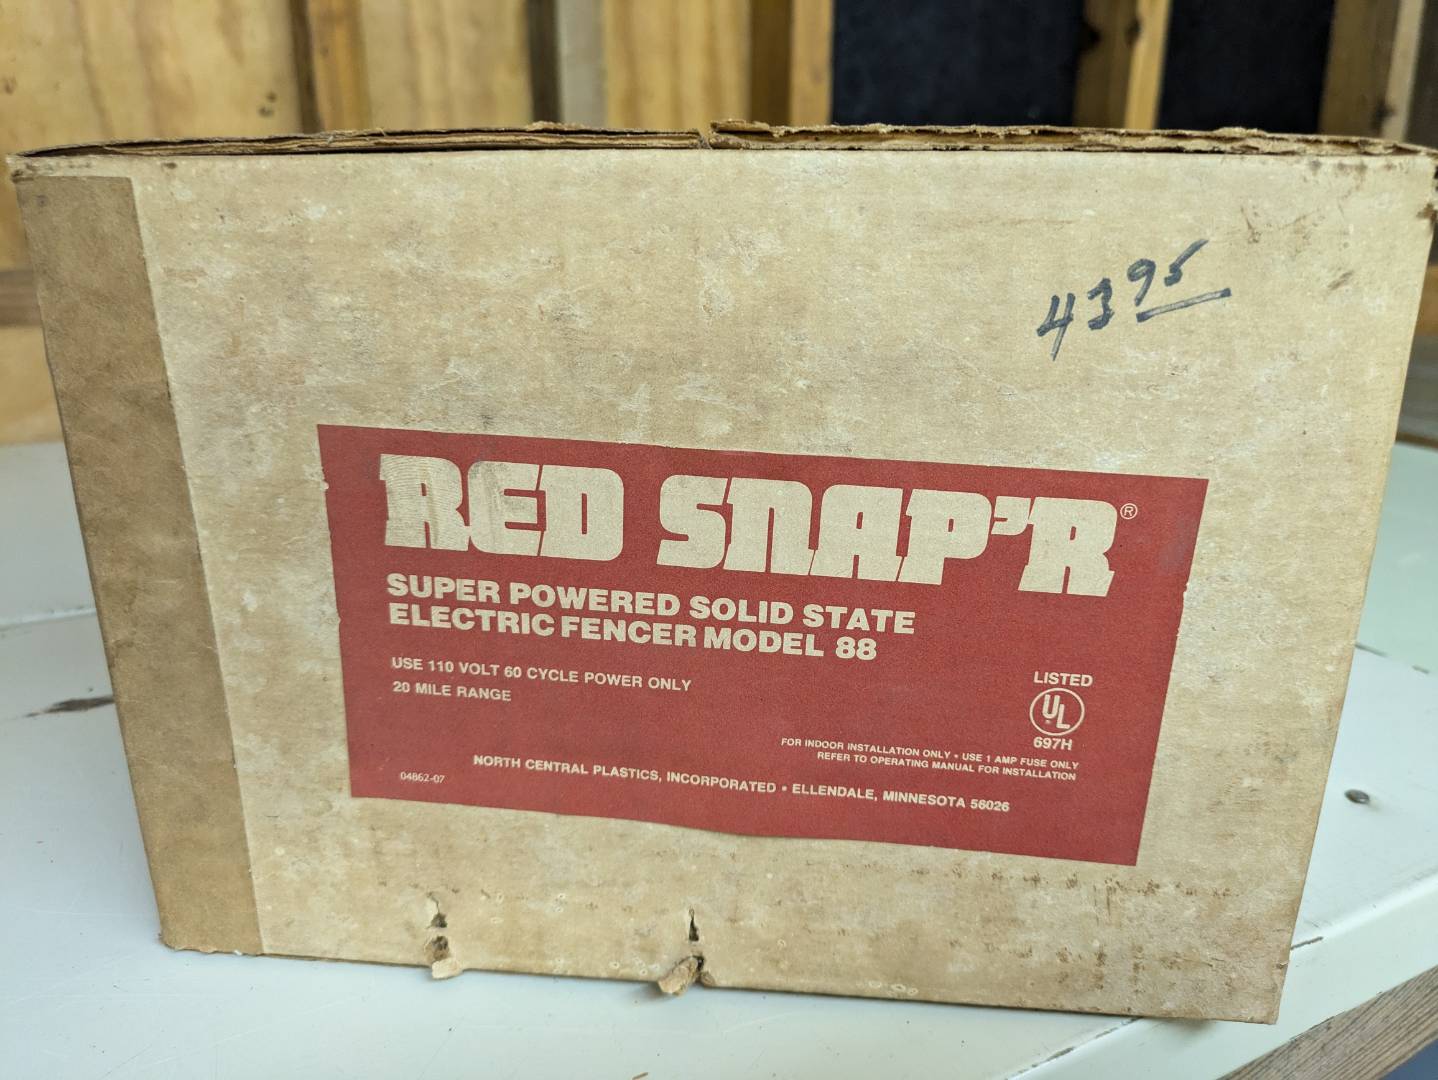 43 95
RED SNAP'R®
SUPER POWERED SOLID STATE
ELECTRIC FENCER MODEL 88
USE 110 VOLT 60 CYCLE POWER ONLY
20 MILE RANGE
LISTED
UL
®
697H
FOR INDOOR INSTALLATION ONLY • USE 1 AMP FUSE ONLY
REFER TO OPERATING MANUAL FOR INSTALLATION
04862-07
NORTH CENTRAL PLASTICS, INCORPORATED • ELLENDALE, MINNESOTA 56026